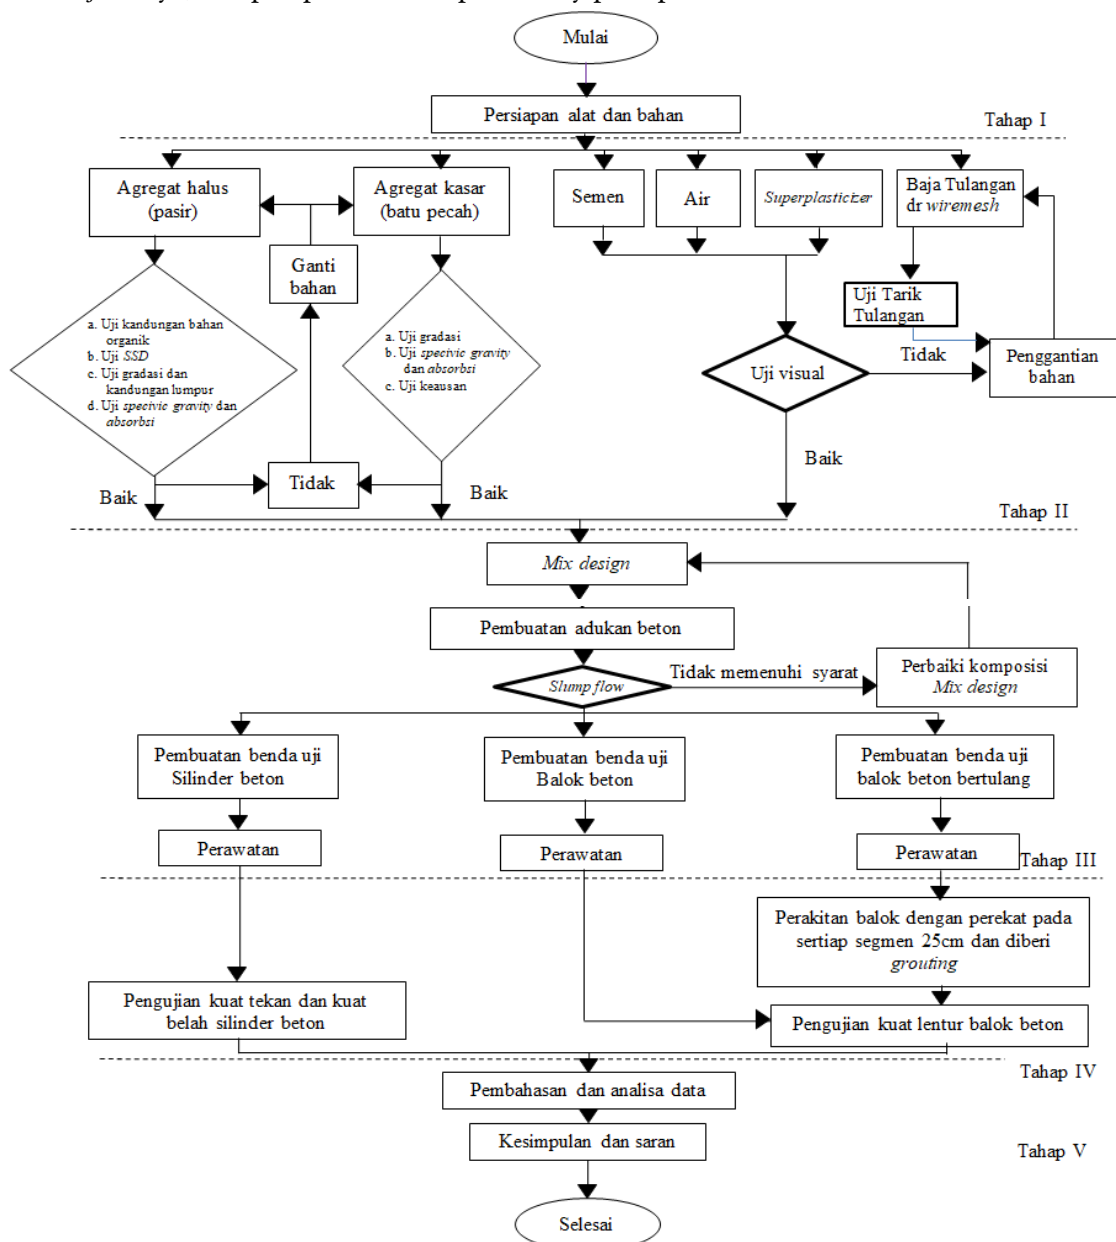 Mulai
Persiapan alat dan bahan
Tahap I
Agregat halus
(pasir)
Agregat kasar
(batu pecah)
Semen
Air
Superplasticizer
Baja Tulangan
dr wiremesh
Ganti
bahan
Uji Tarik
Tulangan
a. Uji kandungan bahan
organik
b. Uji SSD
c. Uji gradasi dan
kandungan lumpur
d. Uji specivic gravity dan
absorbsi
a. Uji gradasi
b. Uji specivic gravity
dan absorbsi
c. Uji keausan
Uji visual
Tidak
Penggantian
bahan
Tidak
Baik
Baik
Baik
Tahap II
Mix design
Pembuatan adukan beton
Slump flow
Tidak memenuhi syarat
Perbaiki komposisi
Mix design
Pembuatan benda uji
Silinder beton
Pembuatan benda uji
Balok beton
Pembuatan benda uji
balok beton bertulang
Perawatan
Perawatan
Perawatan
Tahap III
Perakitan balok dengan perekat pada
sertiap segmen 25cm dan diberi
grouting
Pengujian kuat tekan dan kuat
belah silinder beton
Pengujian kuat lentur balok beton
Tahap IV
Pembahasan dan analisa data
Kesimpulan dan saran
Tahap V
Selesai